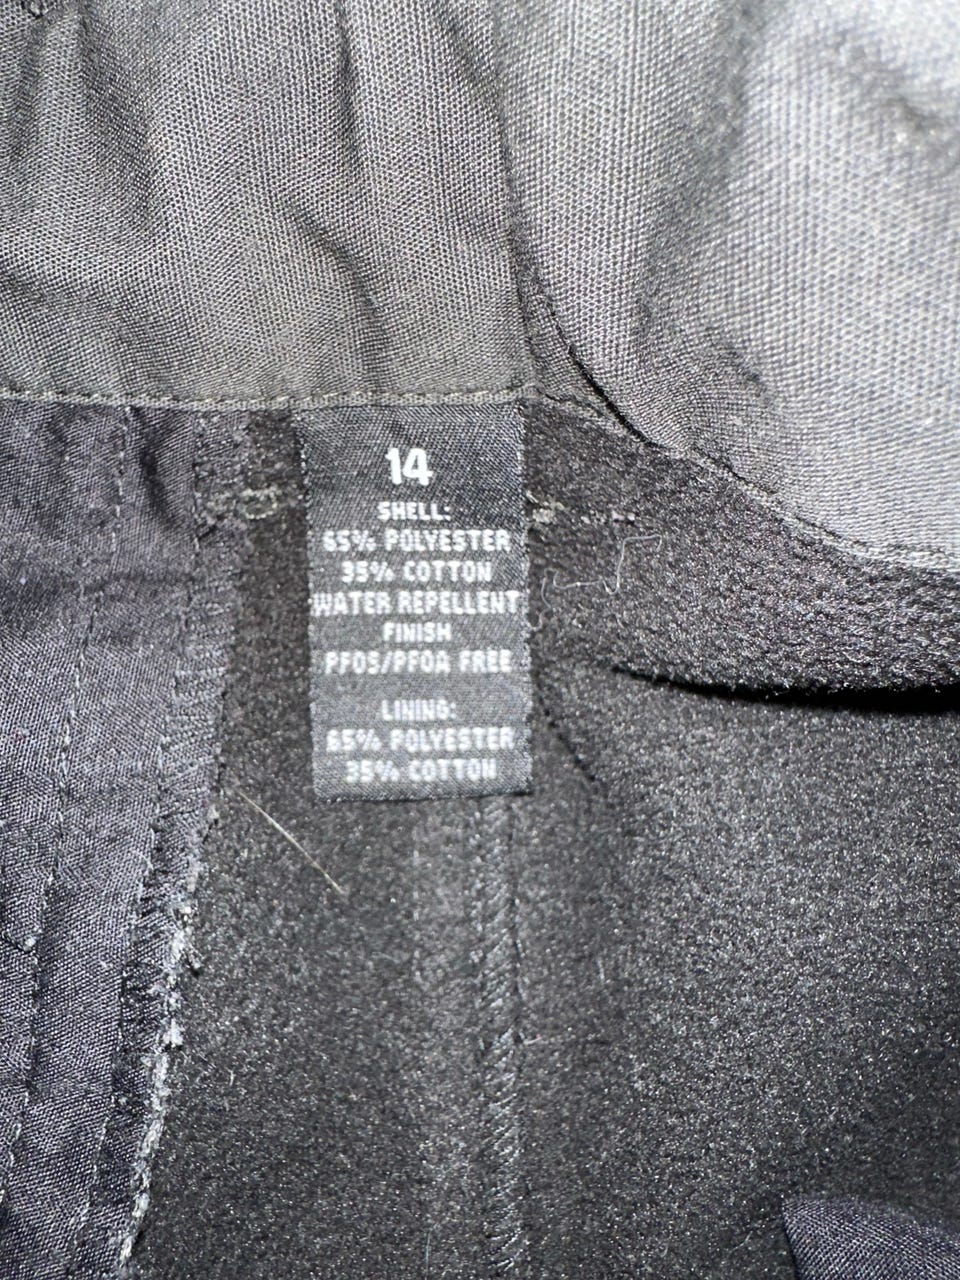 14
SHELL:
65% POLYESTER
35% COTTON
WATER REPELLENT
FINISH
PFOS/PFOA FREE
LINING:
65% POLYESTER
35% COTTON